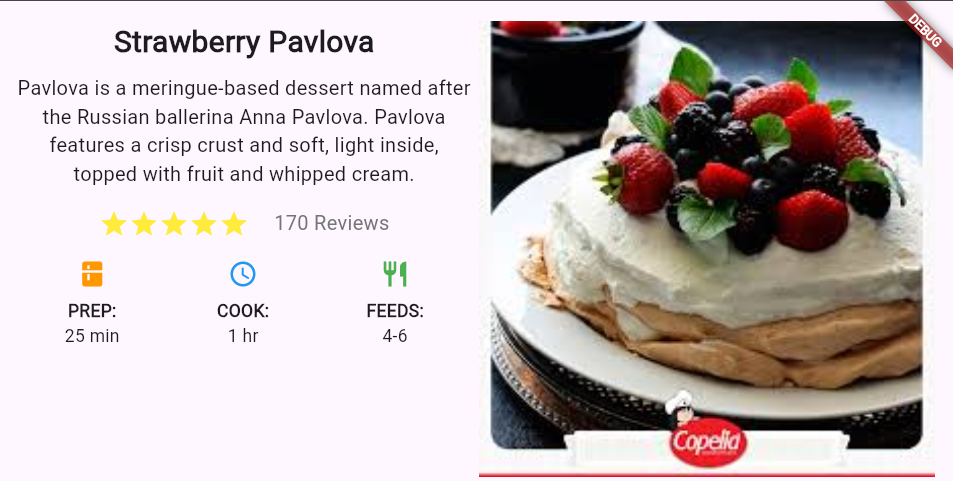 Strawberry Pavlova
Pavlova is a meringue-based dessert named after
the Russian ballerina Anna Pavlova. Pavlova
features a crisp crust and soft, light inside,
topped with fruit and whipped cream.
170 Reviews
PREP:
COOK:
FEEDS:
25 min
1 hr
4-6
DEBUG
Copelia